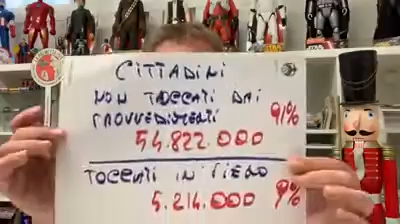 CITTADINI
NON TOCCATI DAI
PROVVEDIMENTI 91%
54.822.000
TOCCATI IN PIENO
5.214.000 9%